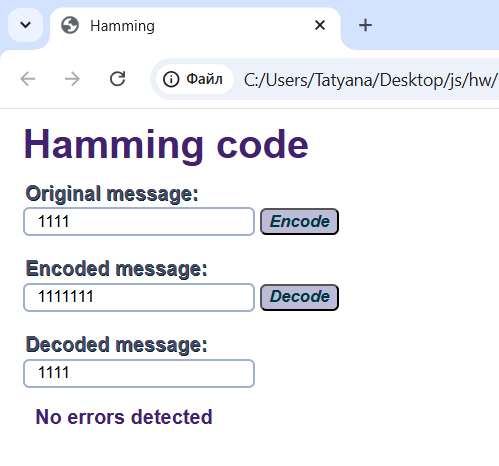 Hamming
Файл C:/Users/Tatyana/Desktop/js/hw/
Hamming code
Original message:
1111 Encode
Encoded message:
1111111 Decode
Decoded message:
1111
No errors detected